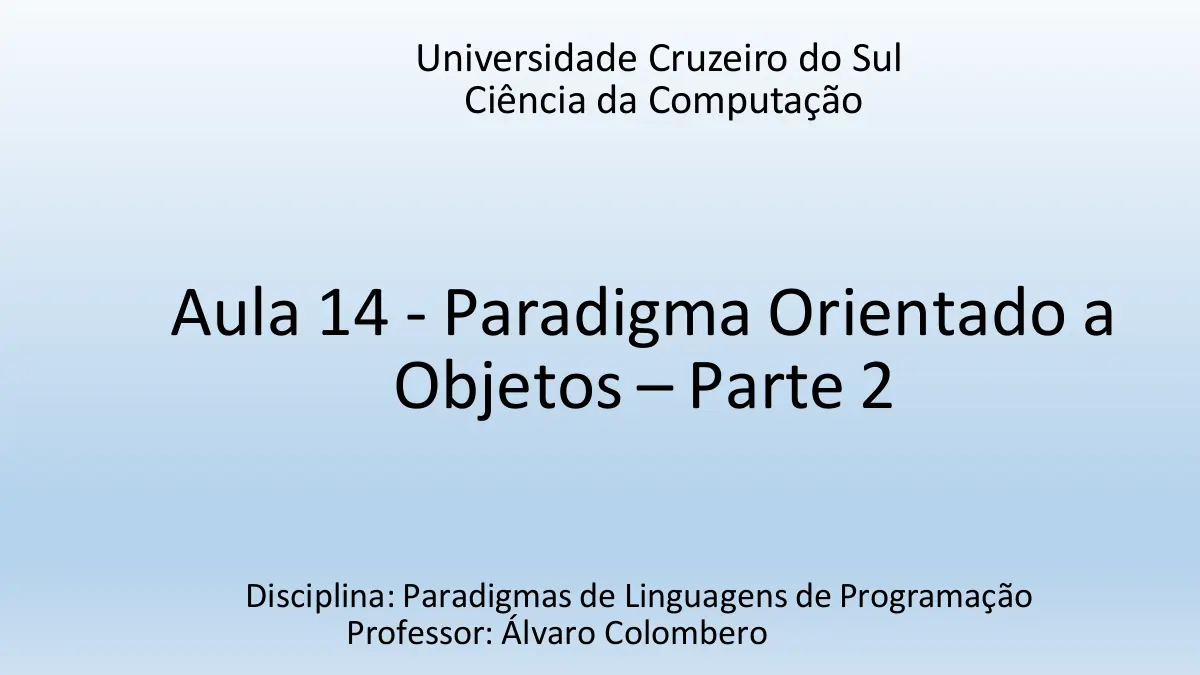 Universidade Cruzeiro do Sul
Ciência da Computação
Aula 14 - Paradigma Orientado a
Objetos – Parte 2
Disciplina: Paradigmas de Linguagens de Programação
Professor: Álvaro Colombero